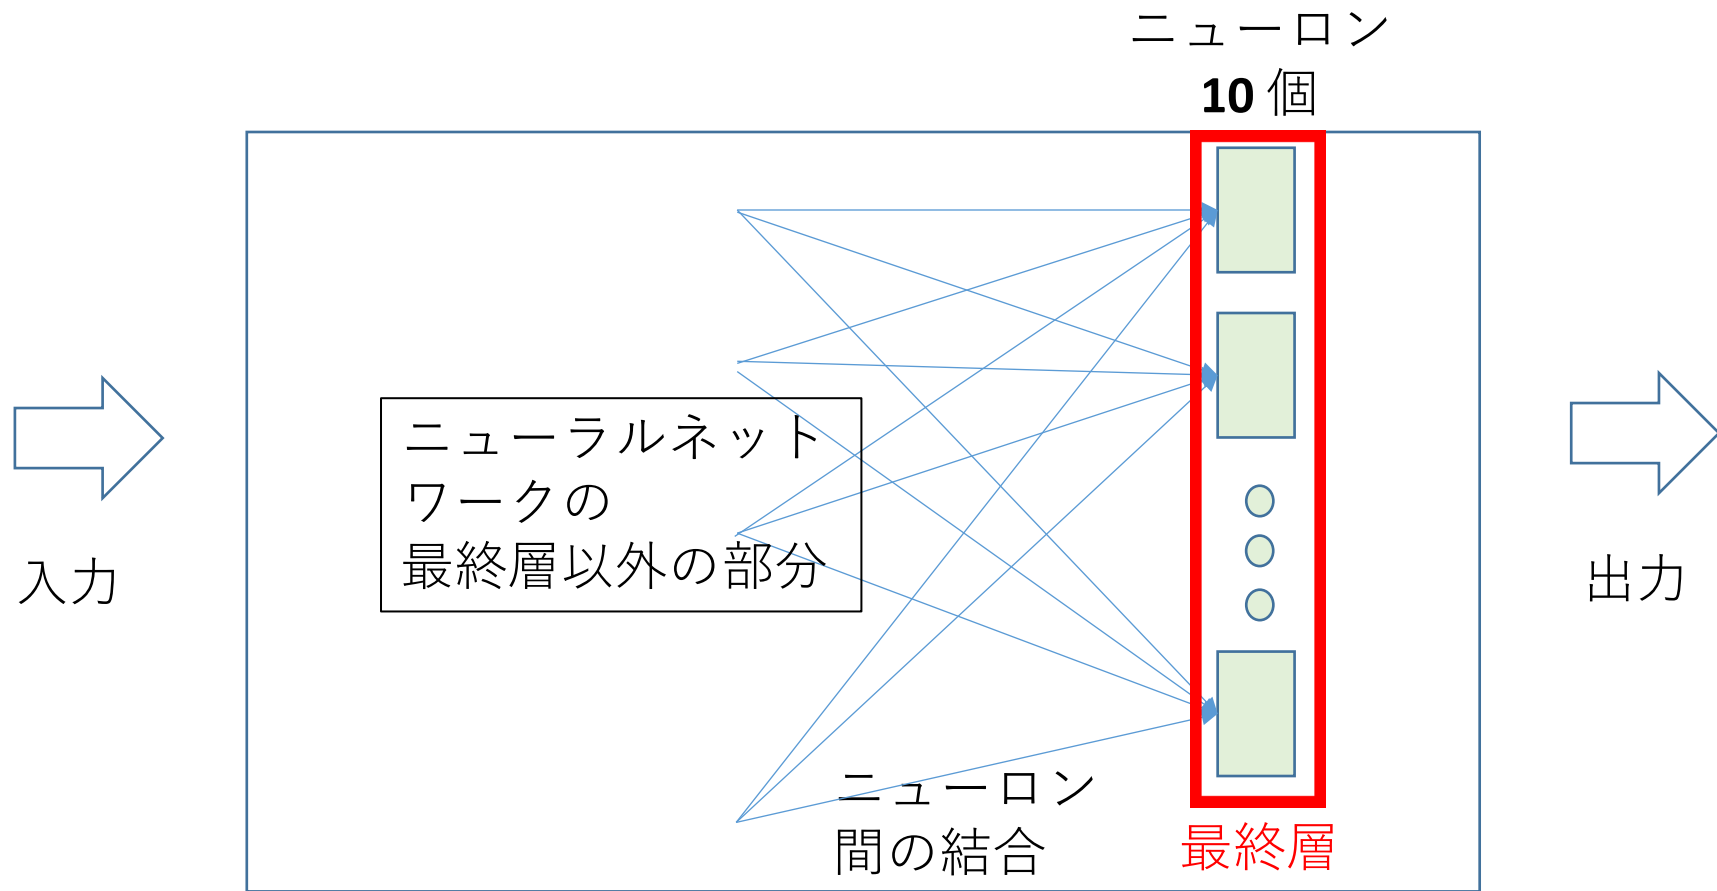 ニューロン
10 個
ニューラルネット
ワークの
最終層以外の部分
入力
出力
ニューロン
間の結合
最終層